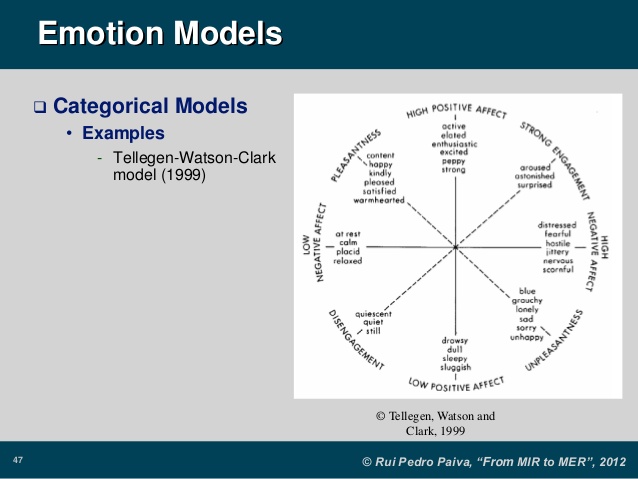 Emotion Models
❑ Categorical Models
• Examples
- Tellegen-Watson-Clark
model (1999)
HIGH POSITIVE AFFECT
active
elated
enthusiastic
excited
peppy
strong
STRONG ENGAGEMENT
aroused
astonished
surprised
HIGH
NEGATIVE AFFECT
distressed
fearful
hostile
jittery
nervous
scornful
UNPLEASANTNESS
blue
grouchy
lonely
sad
sorry
unhappy
LOW POSITIVE AFFECT
drowsy
dull
sleepy
sluggish
DISENGAGEMENT
quiescent
quiet
still
LOW
NEGATIVE AFFECT
at rest
calm
placid
relaxed
PLEASANTNESS
content
happy
kindly
pleased
satisfied
warmhearted
© Tellegen, Watson and
Clark, 1999
47
© Rui Pedro Paiva, “From MIR to MER”, 2012